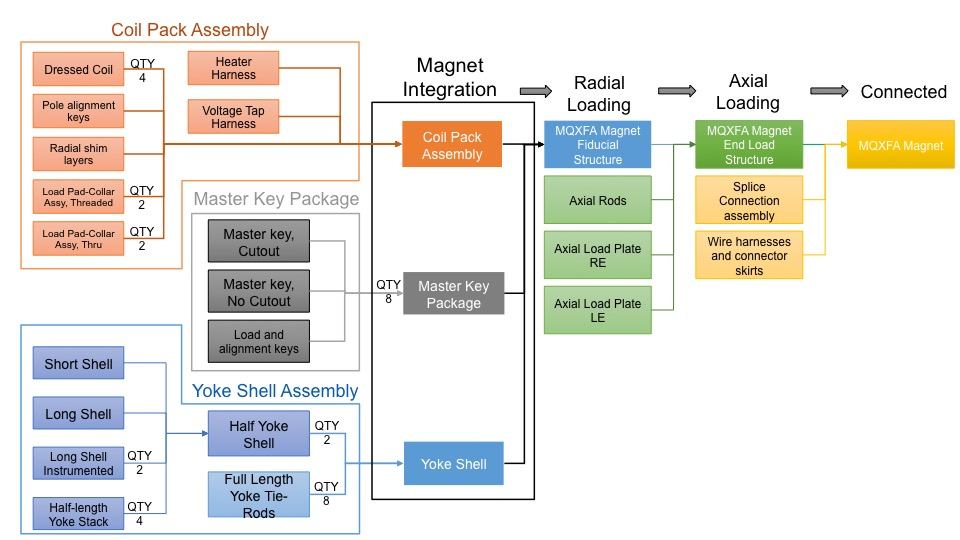 Coil Pack Assembly
Dressed Coil
QTY
4
Pole alignment
keys
Radial shim
layers
Load Pad-Collar
Assy, Threaded
QTY
2
Load Pad-Collar
Assy, Thru
QTY
2
Heater
Harness
Voltage Tap
Harness
Master Key Package
Master key,
Cutout
Master key,
No Cutout
Load and
alignment keys
QTY
8
Yoke Shell Assembly
Short Shell
Long Shell
Long Shell
Instrumented
QTY
2
Half-length
Yoke Stack
QTY
4
Half Yoke
Shell
QTY
2
Full Length
Yoke Tie-
Rods
QTY
8
Magnet
Integration
Coil Pack
Assembly
Master Key
Package
Yoke Shell
Radial
Loading
MQXFA Magnet
Fiducial
Structure
Axial Rods
Axial Load Plate
RE
Axial Load Plate
LE
Axial
Loading
MQXFA Magnet
End Load
Structure
Splice
Connection
assembly
Wire harnesses
and connector
skirts
Connected
MQXFA Magnet